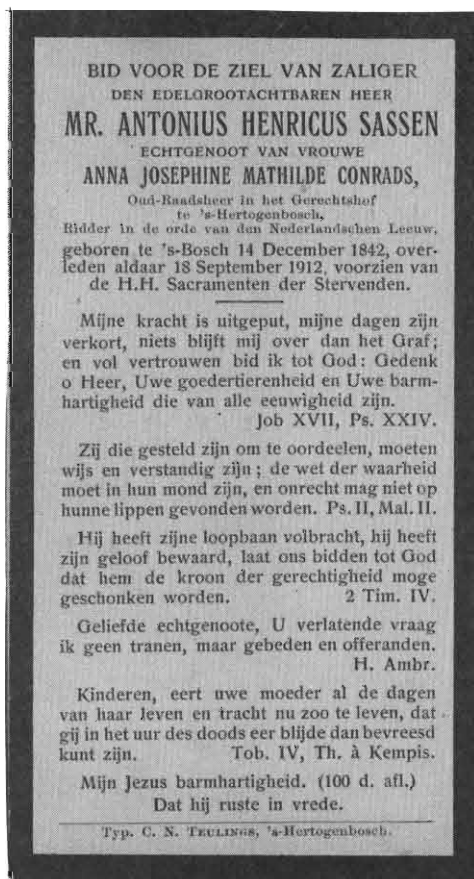 BID VOOR DE ZIEL VAN ZALIGER
DEN EDELGROOTACHTBAREN HEER
MR. ANTONIUS HENRICUS SASSEN
ECHTGENOOT VAN VROUWE
ANNA JOSEPHINE MATHILDE CONRADS,
Oud-Raadsheer in het Gerechtshof
te 's-Hertogenbosch,
Ridder in de orde van den Nederlandschen Leeuw,
geboren te 's-Bosch 14 December 1842, over-
leden aldaar 18 September 1912, voorzien van
de H.H. Sacramenten der Stervenden.
Mijne kracht is uitgeput, mijne dagen zijn
verkort, niets blijft mij over dan het Graf;
en vol vertrouwen bid ik tot God: Gedenk
o Heer, Uwe goedertierenheid en Uwe barm-
hartigheid die van alle eeuwigheid zijn.
Job XVII, Ps. XXIV.
Zij die gesteld zijn om te oordeelen, moeten
wijs en verstandig zijn; de wet der waarheid
moet in hun mond zijn, en onrecht mag niet op
hunne lippen gevonden worden. Ps. II, Mal. II.
Hij heeft zijne loopbaan volbracht, hij heeft
zijn geloof bewaard, laat ons bidden tot God
dat hem de kroon der gerechtigheid moge
geschonken worden. 2 Tim. IV.
Geliefde echtgenoote, U verlatende vraag
ik geen tranen, maar gebeden en offeranden.
H. Ambr.
Kinderen, eert uwe moeder al de dagen
van haar leven en tracht nu zoo te leven, dat
gij in het uur des doods eer blijde dan bevreesd
kunt zijn. Tob. IV, Th. à Kempis.
Mijn Jezus barmhartigheid. (100 d. afl.)
Dat hij ruste in vrede.
Typ. C. N. TEULINGS, 's-Hertogenbosch.